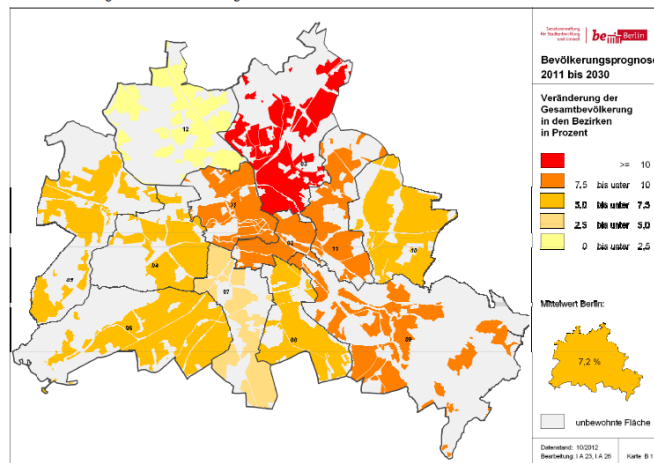 Senatsverwaltung
für Stadtentwicklung
und Umwelt
be Berlin
Bevölkerungsprognose
2011 bis 2030
Veränderung der
Gesamtbevölkerung
in den Bezirken
in Prozent
>= 10
7,5 bis unter 10
5,0 bis unter 7,5
2,5 bis unter 5,0
0 bis unter 2,5
Mittelwert Berlin:
7,2 %
unbewohnte Fläche
Datenstand: 10/2012
Bearbeitung: I A 23, I A 26 Karte B 1
12
03
02
11
10
04
05
07
06
08
09